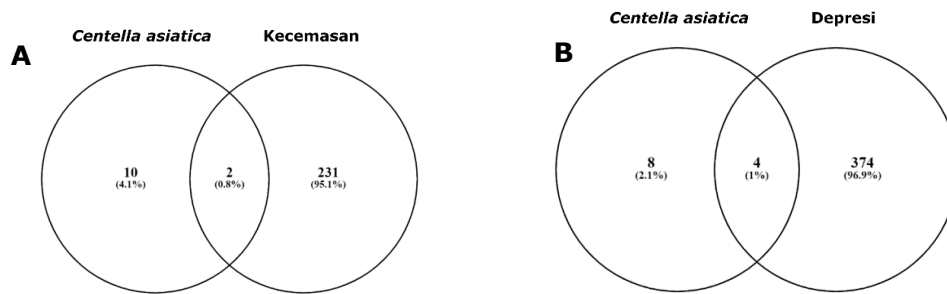 A
Centella asiatica
Kecemasan
10
(4.1%)
2
(0.8%)
231
(95.1%)
B
Centella asiatica
Depresi
8
(2.1%)
4
(1%)
374
(96.9%)